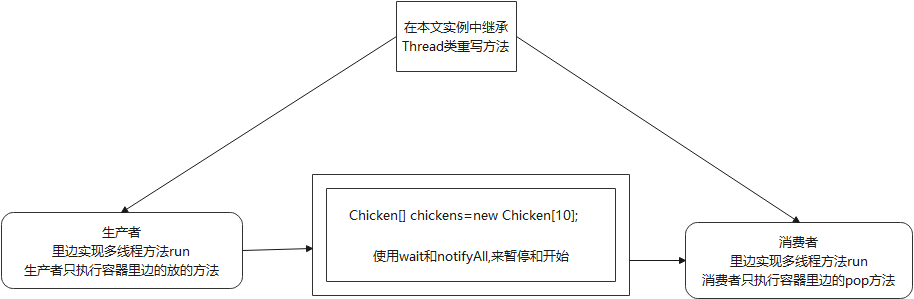 在本文实例中继承
Thread类重写方法
生产者
里边实现多线程方法run
生产者只执行容器里边的放的方法
Chicken[] chickens=new Chicken[10];
使用wait和notifyAll,来暂停和开始
消费者
里边实现多线程方法run
消费者只执行容器里边的pop方法